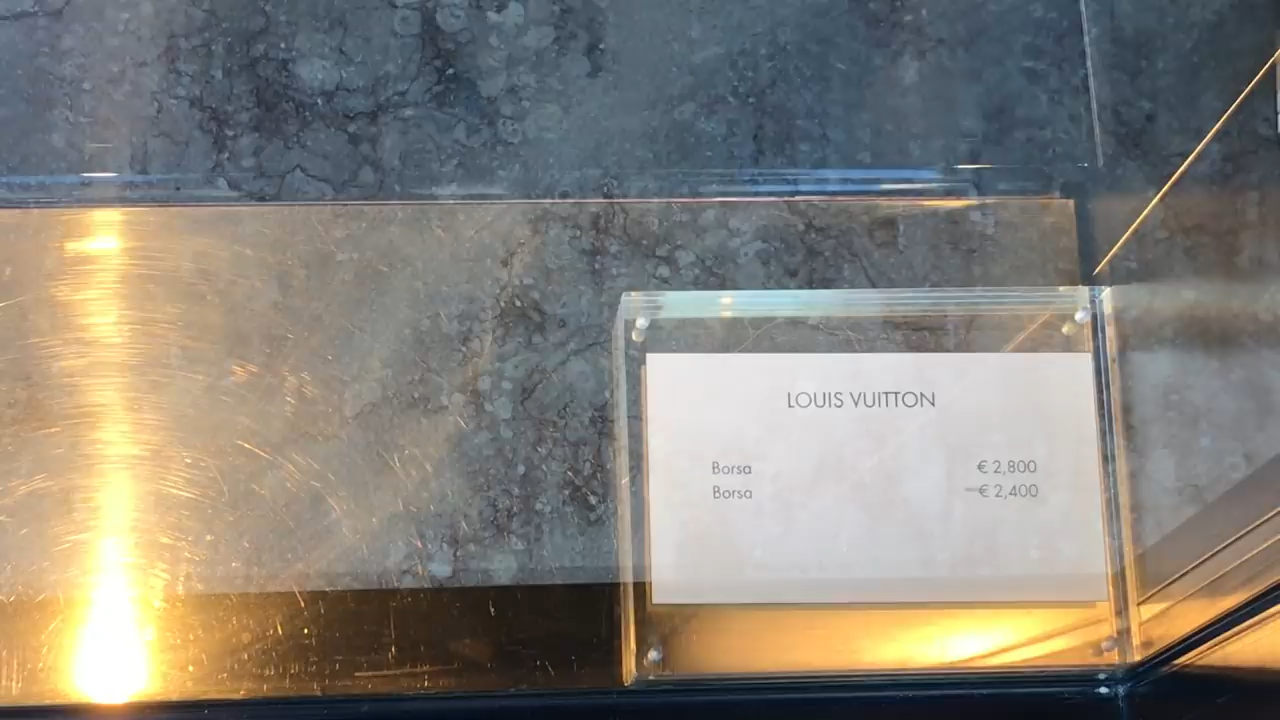 LOUIS VUITTON
Borsa € 2,800
Borsa € 2,400